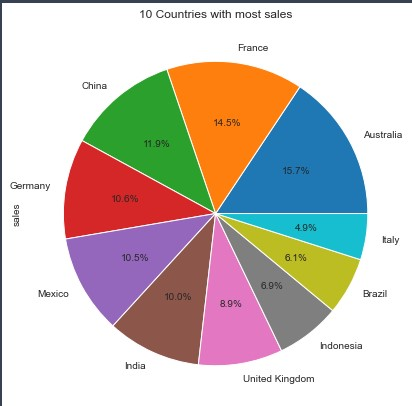 10 Countries with most sales
France
China
Australia
Germany
sales
Mexico
India
United Kingdom
Indonesia
Brazil
Italy
14.5%
11.9%
15.7%
10.6%
10.5%
10.0%
8.9%
6.9%
6.1%
4.9%